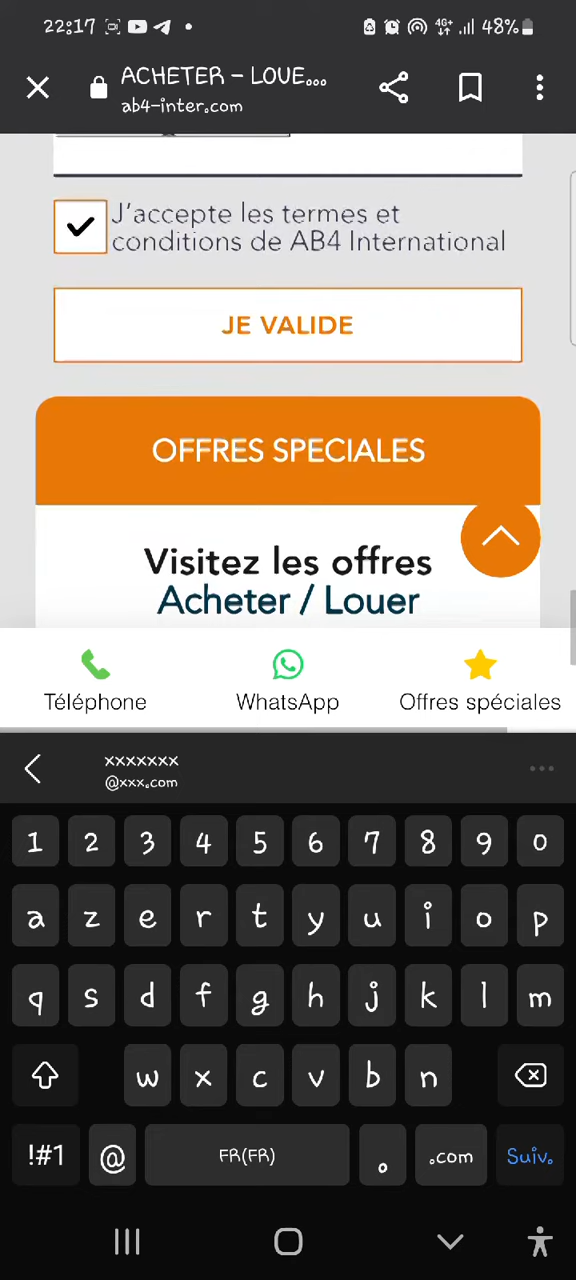 22:17
4G+
48%
ACHETER – LOUE...
ab4-inter.com
J'accepte les termes et
conditions de AB4 International
JE VALIDE
OFFRES SPECIALES
Visitez les offres
Acheter / Louer
Téléphone
WhatsApp
Offres spéciales
xxxxxxx
@xxx.com
1 2 3 4 5 6 7 8 9 0
a z e r t y u i o p
q s d f g h j k l m
w x c v b n
!#1 @ FR(FR) . .com Suiv.